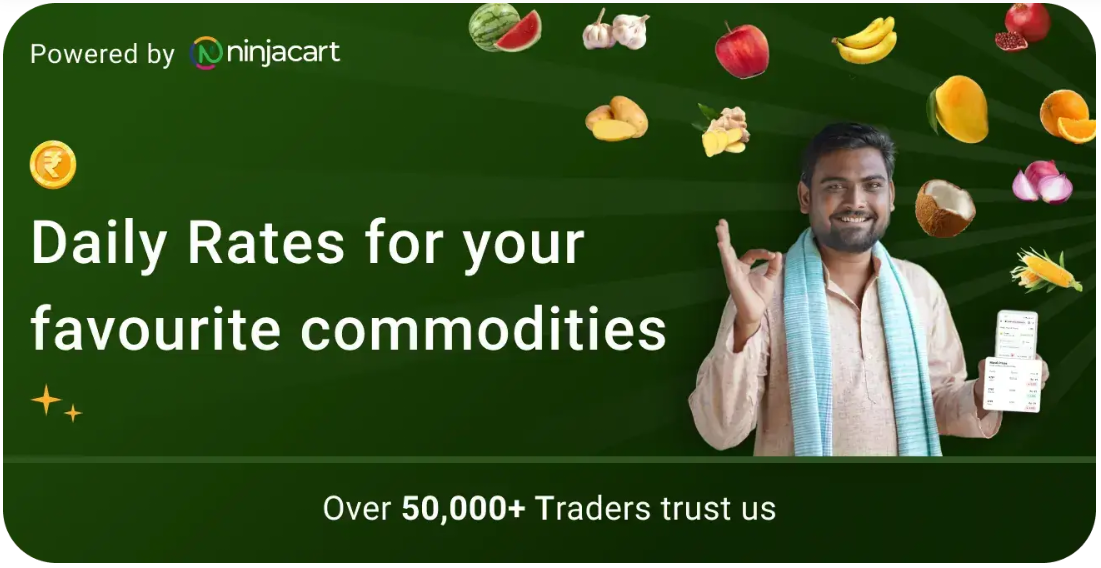 Powered by ninjacart
₹
Daily Rates for your
favourite commodities
Over 50,000+ Traders trust us